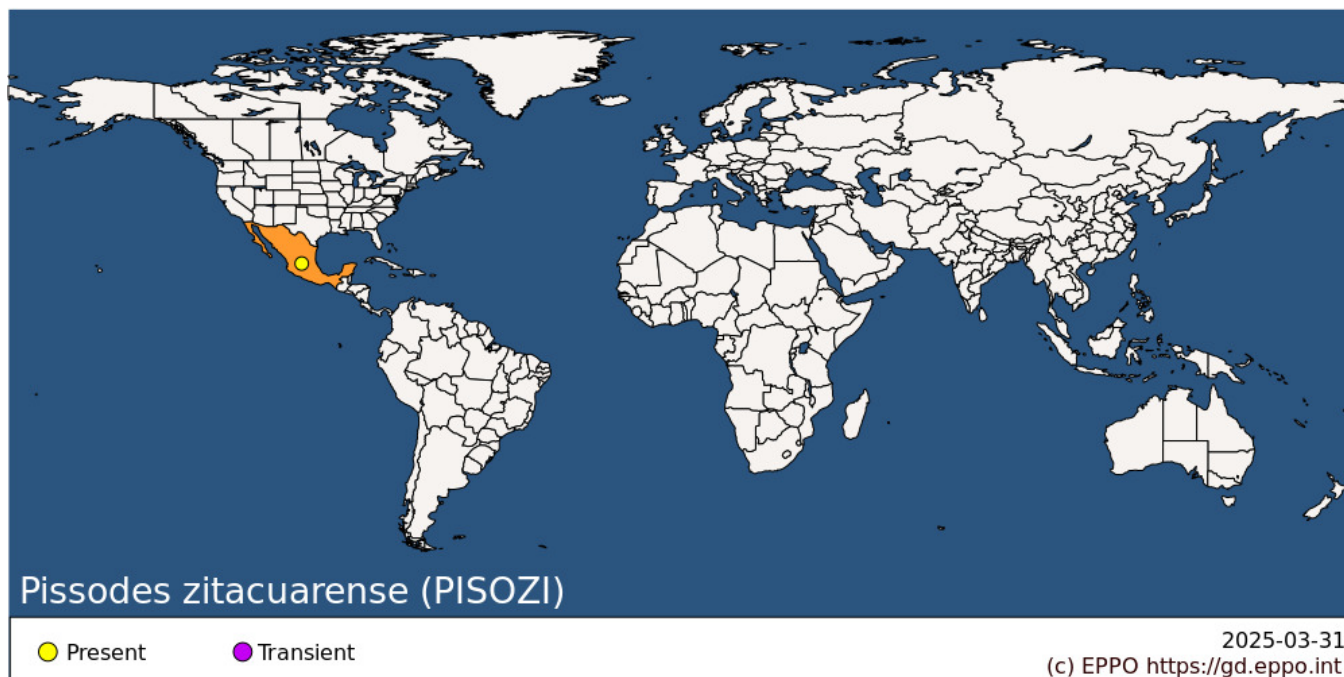 Pissodes zitacuarense (PISOZI)
Present
Transient
2025-03-31
(c) EPPO https://gd.eppo.int